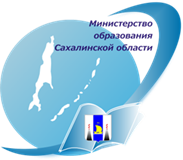 Министерство
образования
Сахалинской области